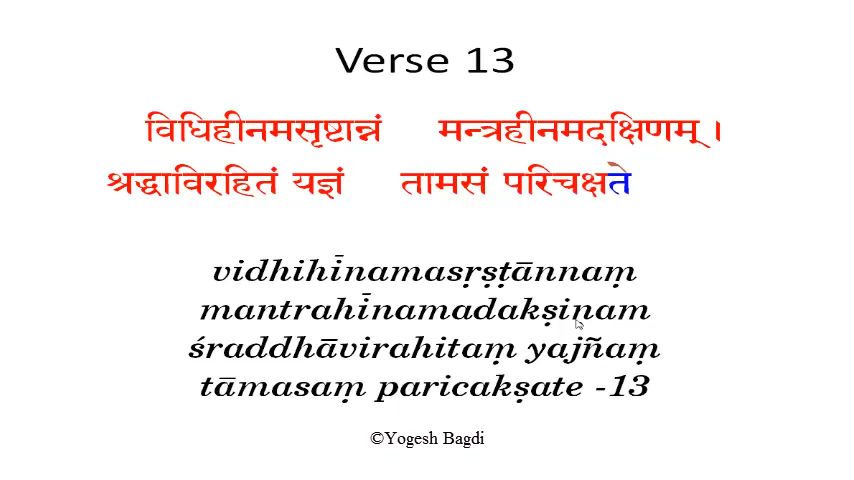 Verse 13
विधिहीनमसृष्टान्नं मन्त्रहीनमदक्षिणम् ।
श्रद्धाविरहितं यज्ञं तामसं परिचक्षते
vidhihīnamasṛṣṭānnaṃ
mantrahīnamadakṣiṇam
śraddhāvirahitaṃ yajñaṃ
tāmasaṃ paricakṣate -13
©Yogesh Bagdi